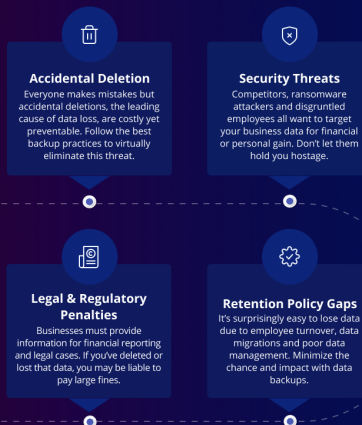 Accidental Deletion
Everyone makes mistakes but
accidental deletions, the leading
cause of data loss, are costly yet
preventable. Follow the best
backup practices to virtually
eliminate this threat.
Security Threats
Competitors, ransomware
attackers and disgruntled
employees all want to target
your business data for financial
or personal gain. Don't let them
hold you hostage.
Legal & Regulatory
Penalties
Businesses must provide
information for financial reporting
and legal cases. If you've deleted or
lost that data, you may be liable to
pay large fines.
Retention Policy Gaps
It's surprisingly easy to lose data
due to employee turnover, data
migrations and poor data
management. Minimize the
chance and impact with data
backups.